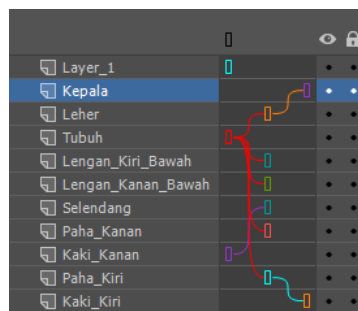 Layer_1
Kepala
Leher
Tubuh
Lengan_Kiri_Bawah
Lengan_Kanan_Bawah
Selendang
Paha_Kanan
Kaki_Kanan
Paha_Kiri
Kaki_Kiri